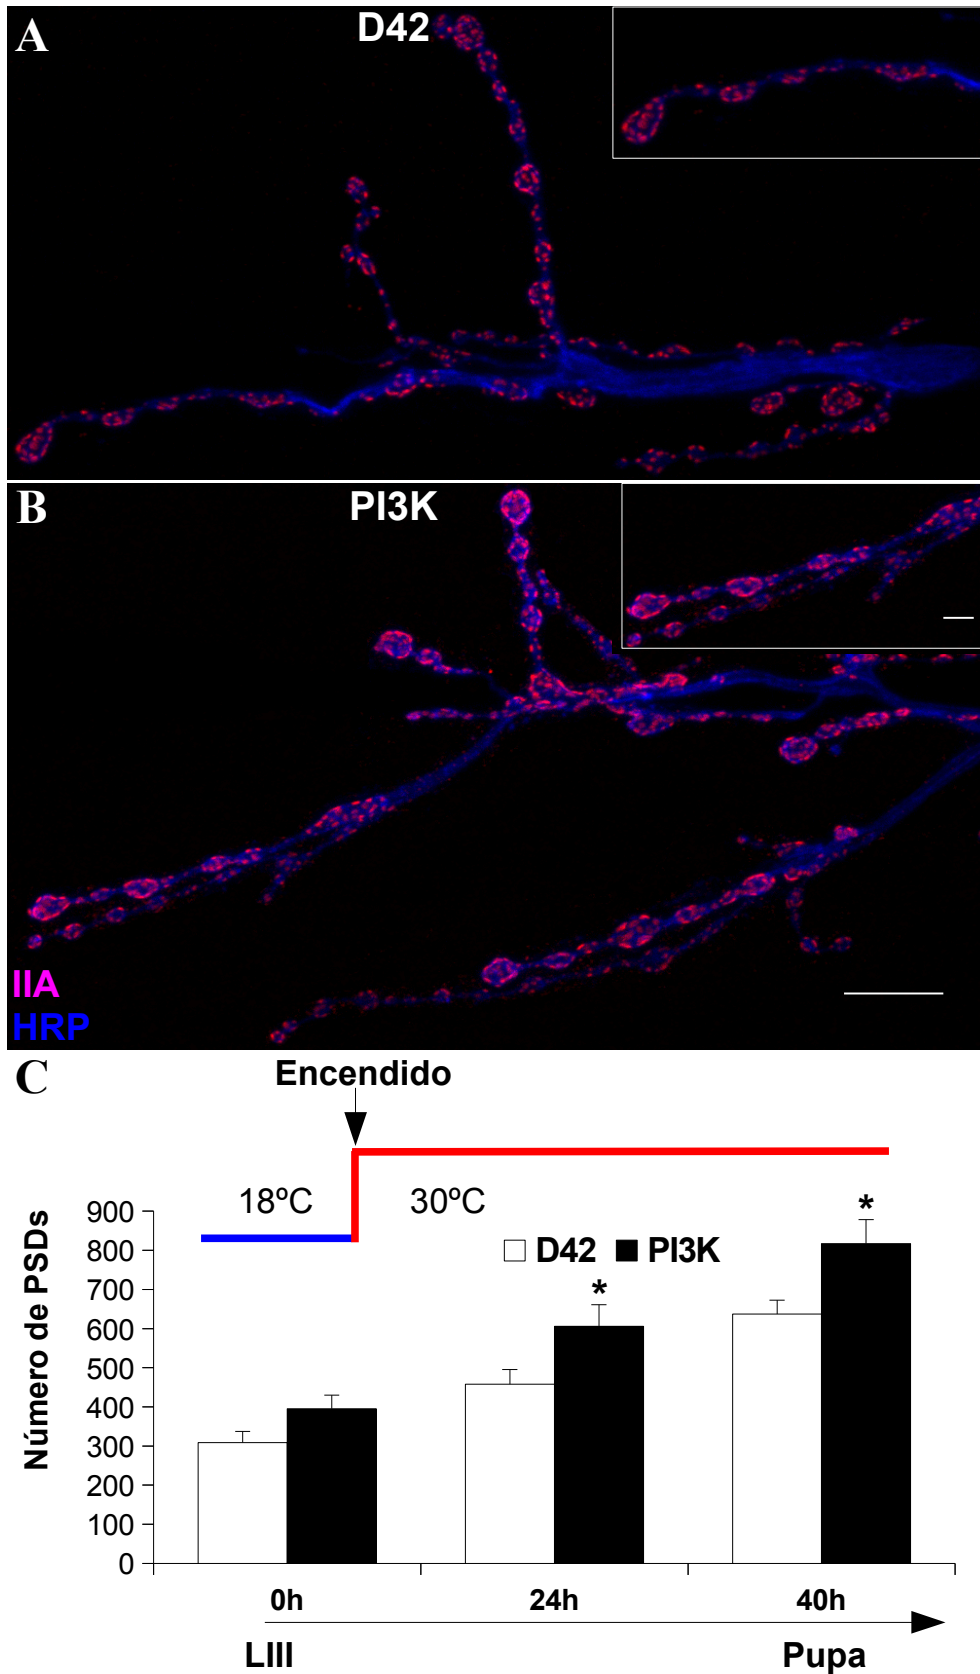 A
D42
B
PI3K
IIA
HRP
C
Encendido
18ºC
30ºC
900
800
700
600
500
400
300
200
100
0
Número de PSDs
D42
PI3K
*
*
0h
24h
40h
LIII
Pupa